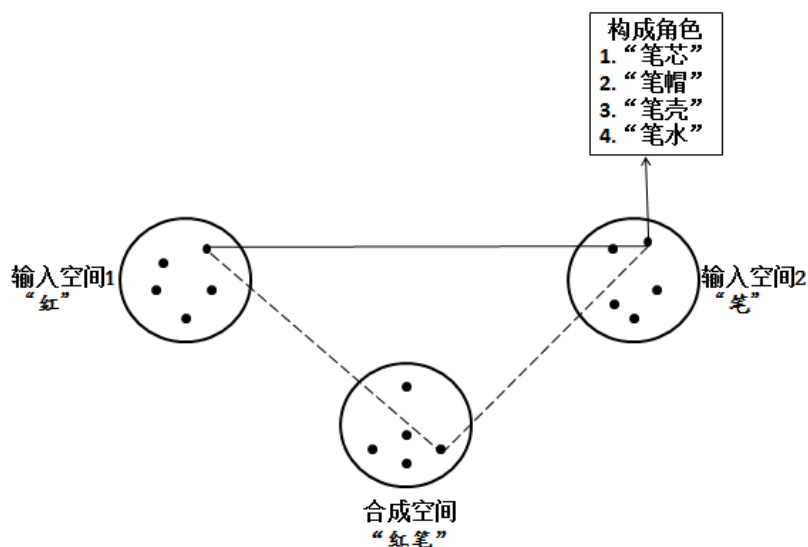 构成角色
1.“笔芯”
2.“笔帽”
3.“笔壳”
4.“笔水”
输入空间1
“红”
输入空间2
“笔”
合成空间
“红笔”